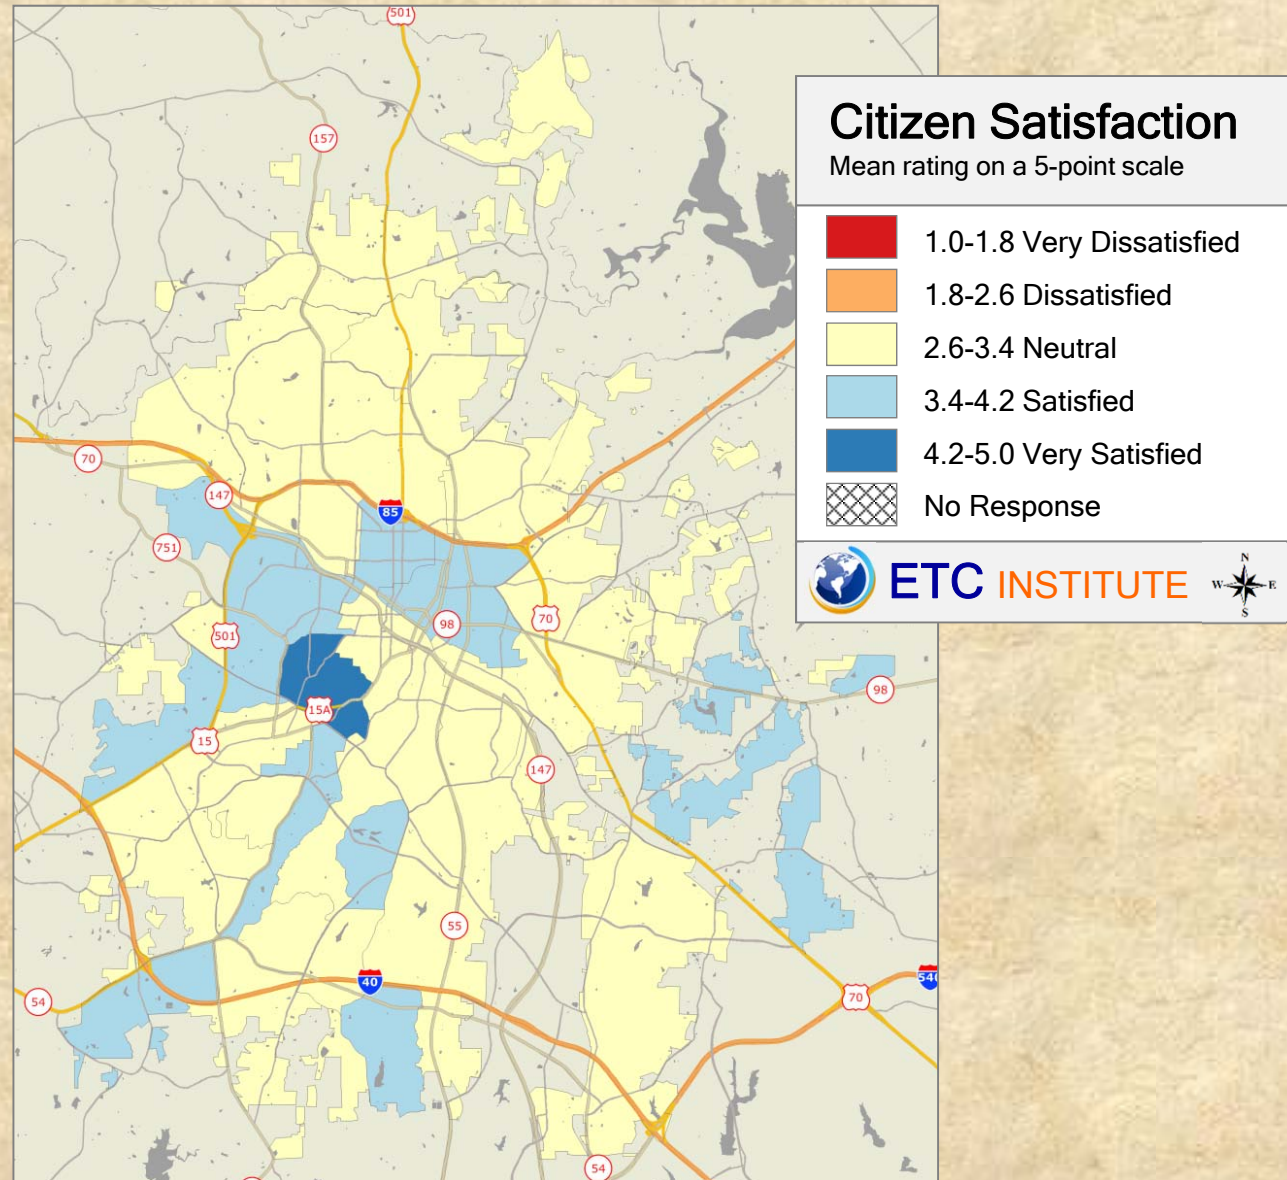 501
157
Citizen Satisfaction
Mean rating on a 5-point scale
1.0-1.8 Very Dissatisfied
1.8-2.6 Dissatisfied
2.6-3.4 Neutral
3.4-4.2 Satisfied
4.2-5.0 Very Satisfied
No Response
ETC INSTITUTE
N
W E
S
70
147
85
751
501
98
70
98
15A
15
147
55
40
54
540
70
54